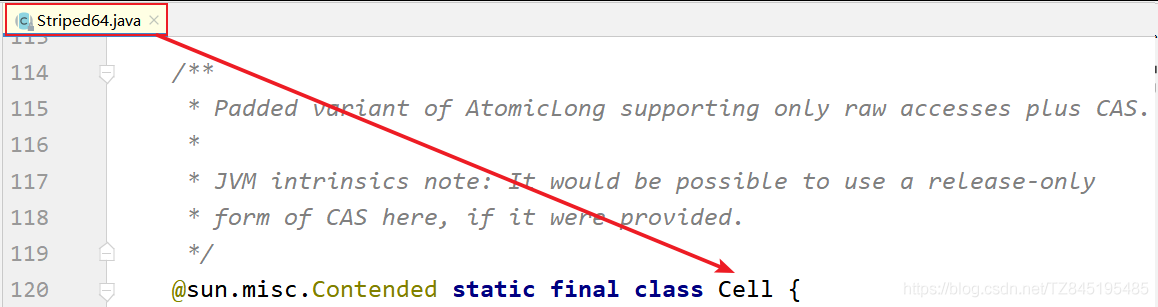 Striped64.java
113
114 /**
115 * Padded variant of AtomicLong supporting only raw accesses plus CAS.
116 *
117 * JVM intrinsics note: It would be possible to use a release-only
118 * form of CAS here, if it were provided.
119 */
120 @sun.misc.Contended static final class Cell {
https://blog.csdn.net/TZ845195485